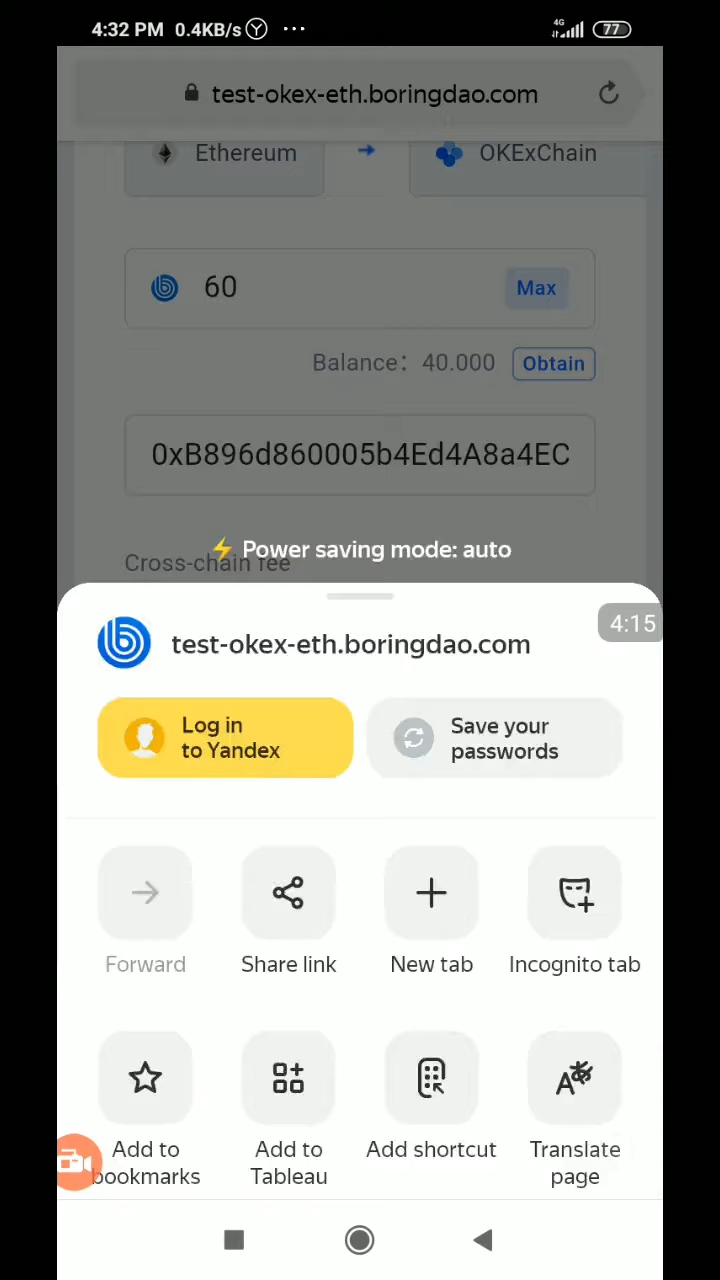 4:32 PM 0.4KB/s ...
4G 77
test-okex-eth.boringdao.com
Ethereum OKExChain
60 Max
Balance: 40.000 Obtain
0xB896d860005b4Ed4A8a4EC
⚡ Power saving mode: auto
Cross-chain fee
4:15
test-okex-eth.boringdao.com
Log in
to Yandex
Save your
passwords
Forward Share link New tab Incognito tab
Add to
bookmarks
Add to
Tableau
Add shortcut
Translate
page